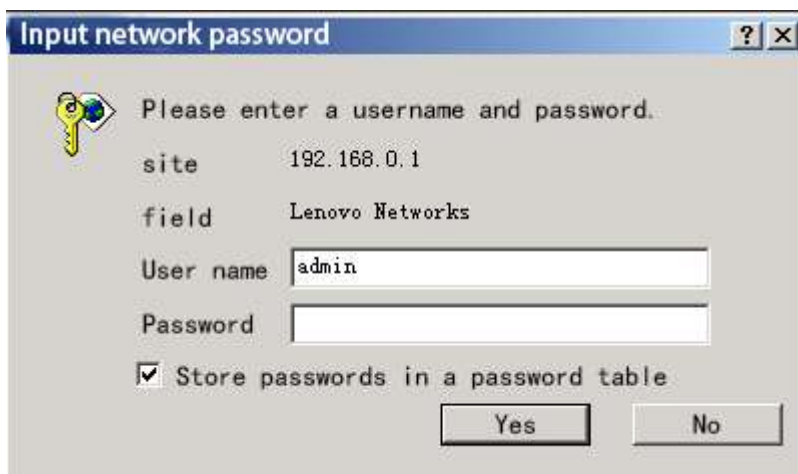 Input network password
Please enter a username and password.
site 192.168.0.1
field Lenovo Networks
User name admin
Password
Store passwords in a password table
Yes No